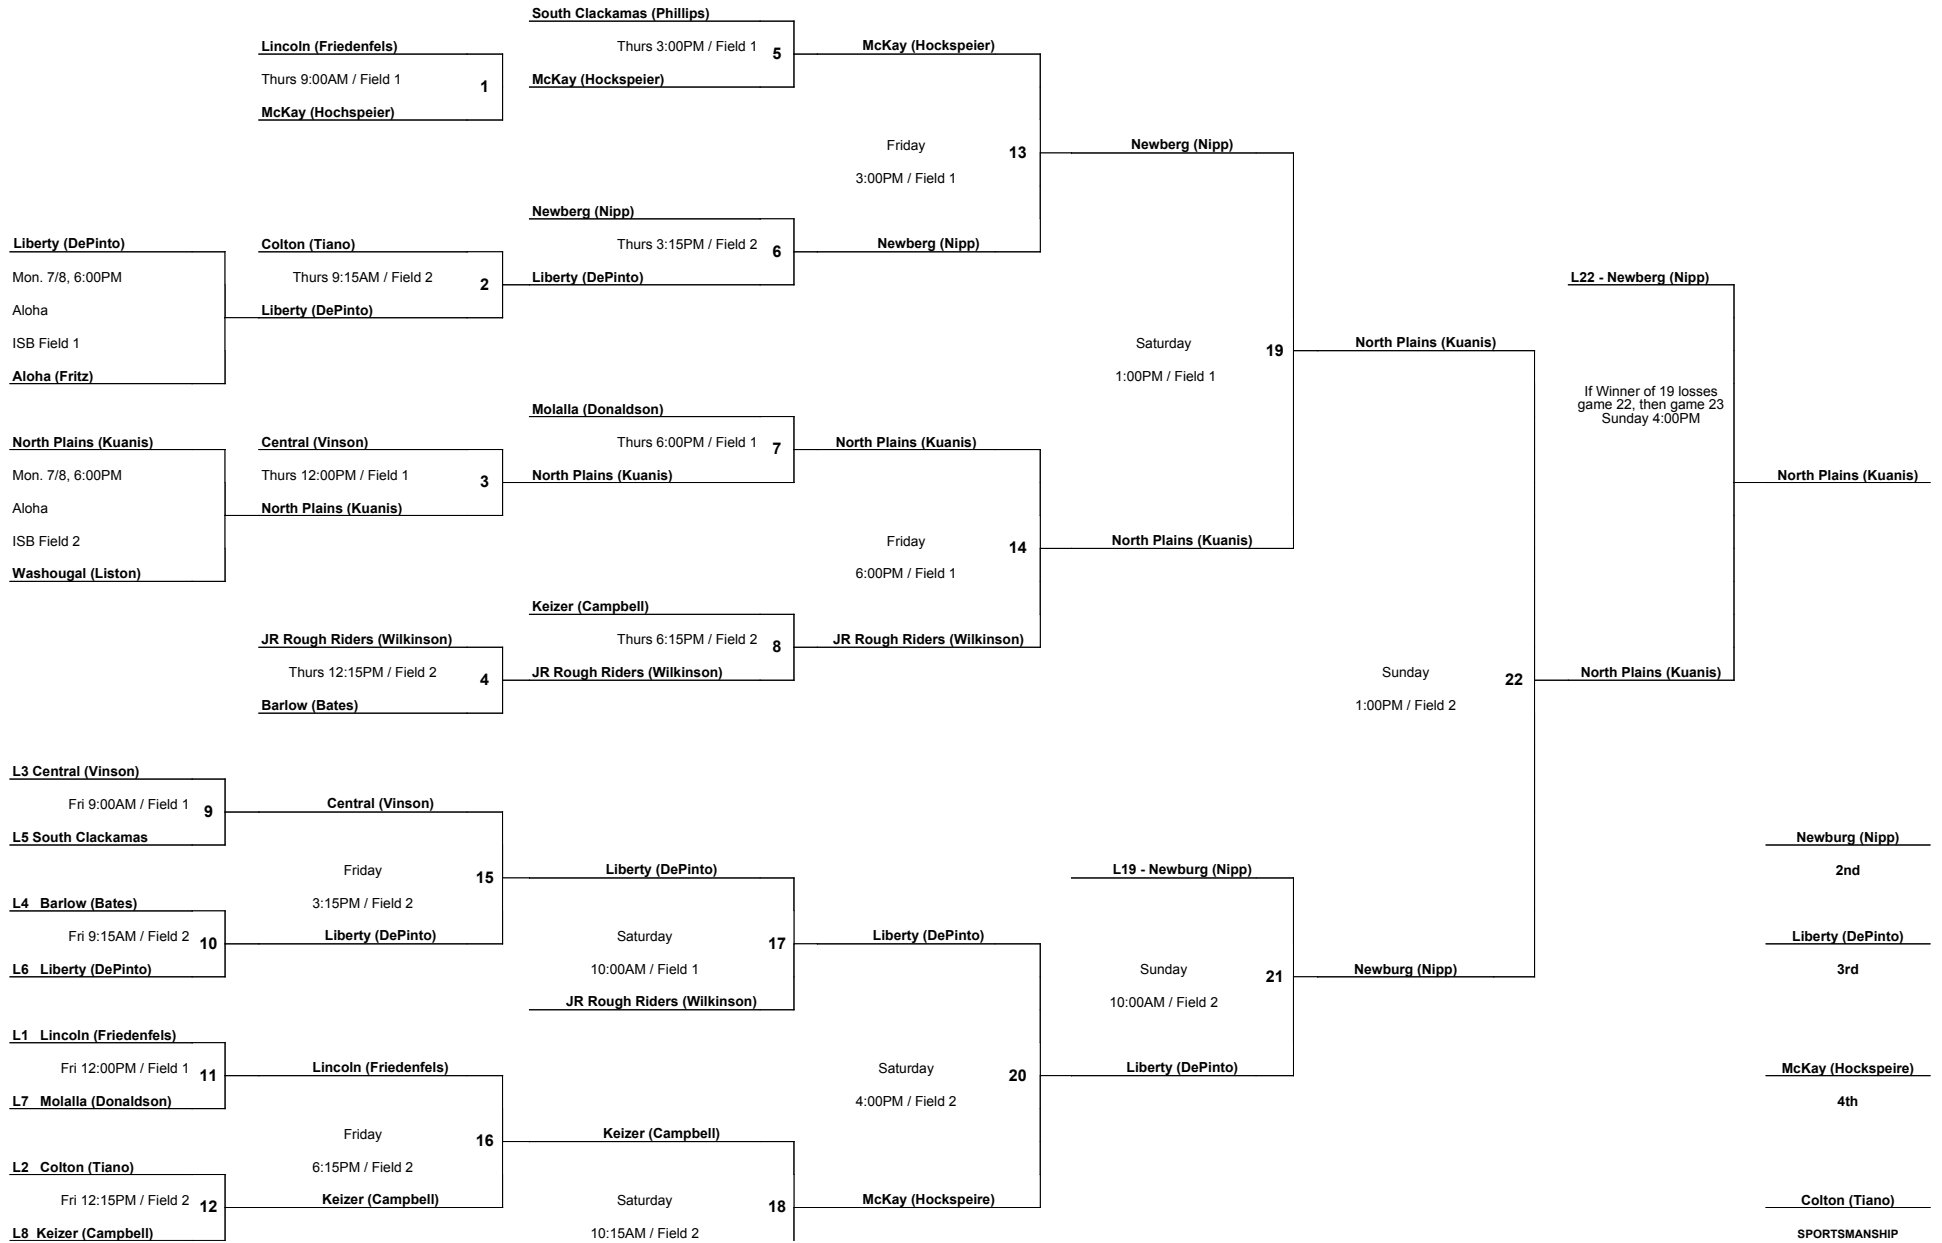 South Clackamas (Phillips)
Lincoln (Friedenfels)
Thurs 3:00PM / Field 1
5
McKay (Hockspeier)
Thurs 9:00AM / Field 1
1
McKay (Hockspeier)
McKay (Hochspeier)
Friday
13
Newberg (Nipp)
3:00PM / Field 1
Newberg (Nipp)
Liberty (DePinto)
Colton (Tiano)
Thurs 3:15PM / Field 2
6
Newberg (Nipp)
Mon. 7/8, 6:00PM
Thurs 9:15AM / Field 2
2
Liberty (DePinto)
L22 - Newberg (Nipp)
Aloha
Liberty (DePinto)
ISB Field 1
Saturday
19
North Plains (Kuanis)
Aloha (Fritz)
1:00PM / Field 1
If Winner of 19 losses
game 22, then game 23
Sunday 4:00PM
Molalla (Donaldson)
North Plains (Kuanis)
Central (Vinson)
Thurs 6:00PM / Field 1
7
North Plains (Kuanis)
Mon. 7/8, 6:00PM
Thurs 12:00PM / Field 1
3
North Plains (Kuanis)
North Plains (Kuanis)
Aloha
North Plains (Kuanis)
ISB Field 2
Friday
14
North Plains (Kuanis)
Washougal (Liston)
6:00PM / Field 1
Keizer (Campbell)
JR Rough Riders (Wilkinson)
Thurs 6:15PM / Field 2
8
JR Rough Riders (Wilkinson)
Thurs 12:15PM / Field 2
4
JR Rough Riders (Wilkinson)
Sunday
22
North Plains (Kuanis)
Barlow (Bates)
1:00PM / Field 2
L3 Central (Vinson)
Fri 9:00AM / Field 1
9
Central (Vinson)
L5 South Clackamas
Newburg (Nipp)
Friday
15
Liberty (DePinto)
L19 - Newburg (Nipp)
2nd
L4 Barlow (Bates)
3:15PM / Field 2
Fri 9:15AM / Field 2
10
Liberty (DePinto)
Saturday
17
Liberty (DePinto)
Liberty (DePinto)
L6 Liberty (DePinto)
10:00AM / Field 1
Sunday
21
Newburg (Nipp)
3rd
JR Rough Riders (Wilkinson)
10:00AM / Field 2
L1 Lincoln (Friedenfels)
Fri 12:00PM / Field 1
11
Lincoln (Friedenfels)
Saturday
20
Liberty (DePinto)
McKay (Hockspeire)
L7 Molalla (Donaldson)
4:00PM / Field 2
4th
Friday
16
Keizer (Campbell)
L2 Colton (Tiano)
6:15PM / Field 2
Fri 12:15PM / Field 2
12
Keizer (Campbell)
Saturday
18
McKay (Hockspeire)
Colton (Tiano)
L8 Keizer (Campbell)
10:15AM / Field 2
SPORTSMANSHIP